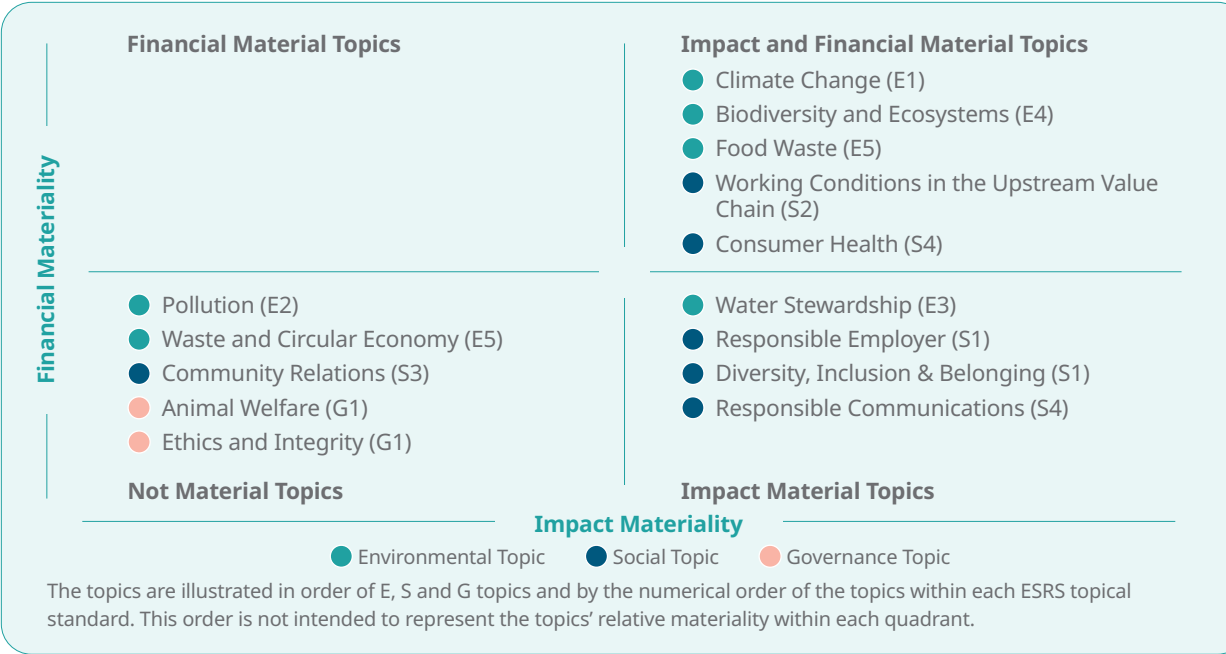 Financial Materiality
Financial Material Topics
Impact and Financial Material Topics
Climate Change (E1)
Biodiversity and Ecosystems (E4)
Food Waste (E5)
Working Conditions in the Upstream Value
Chain (S2)
Consumer Health (S4)
Pollution (E2)
Waste and Circular Economy (E5)
Community Relations (S3)
Animal Welfare (G1)
Ethics and Integrity (G1)
Not Material Topics
Water Stewardship (E3)
Responsible Employer (S1)
Diversity, Inclusion & Belonging (S1)
Responsible Communications (S4)
Impact Material Topics
Impact Materiality
Environmental Topic
Social Topic
Governance Topic
The topics are illustrated in order of E, S and G topics and by the numerical order of the topics within each ESRS topical
standard. This order is not intended to represent the topics’ relative materiality within each quadrant.